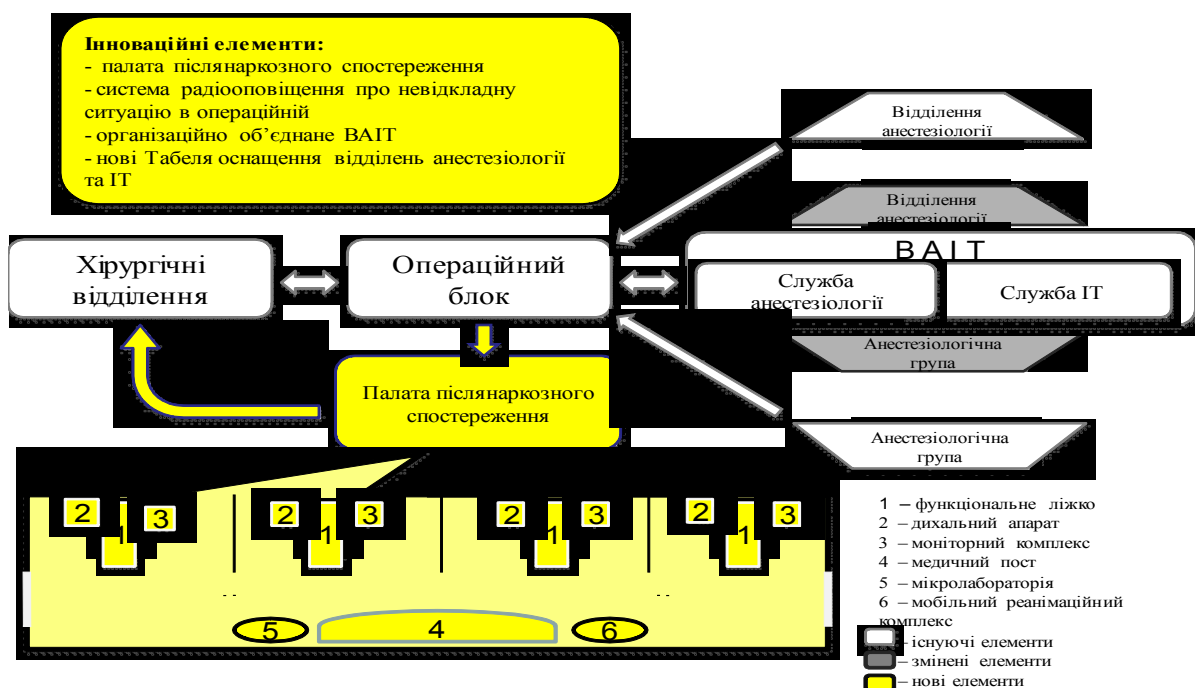 Інноваційні елементи:
- палата післянаркозного спостереження
- система радіооповіщення про невідкладну
ситуацію в операційній
- організаційно об’єднане ВАІТ
- нові Табеля оснащення відділень анестезіології
та ІТ
Відділення
анестезіології
Відділення
анестезіології
ВАІТ
Хірургічні
відділення
Операційний
блок
Служба
анестезіології
Служба ІТ
Анестезіологічна
група
Палата післянаркозного
спостереження
Анестезіологічна
група
2 1 3
2 1 3
2 1 3
2 1 3
5 4 6
1 – функціональне ліжко
2 – дихальний апарат
3 – моніторний комплекс
4 – медичний пост
5 – мікролабораторія
6 – мобільний реанімаційний
комплекс
– існуючі елементи
– змінені елементи
– нові елементи